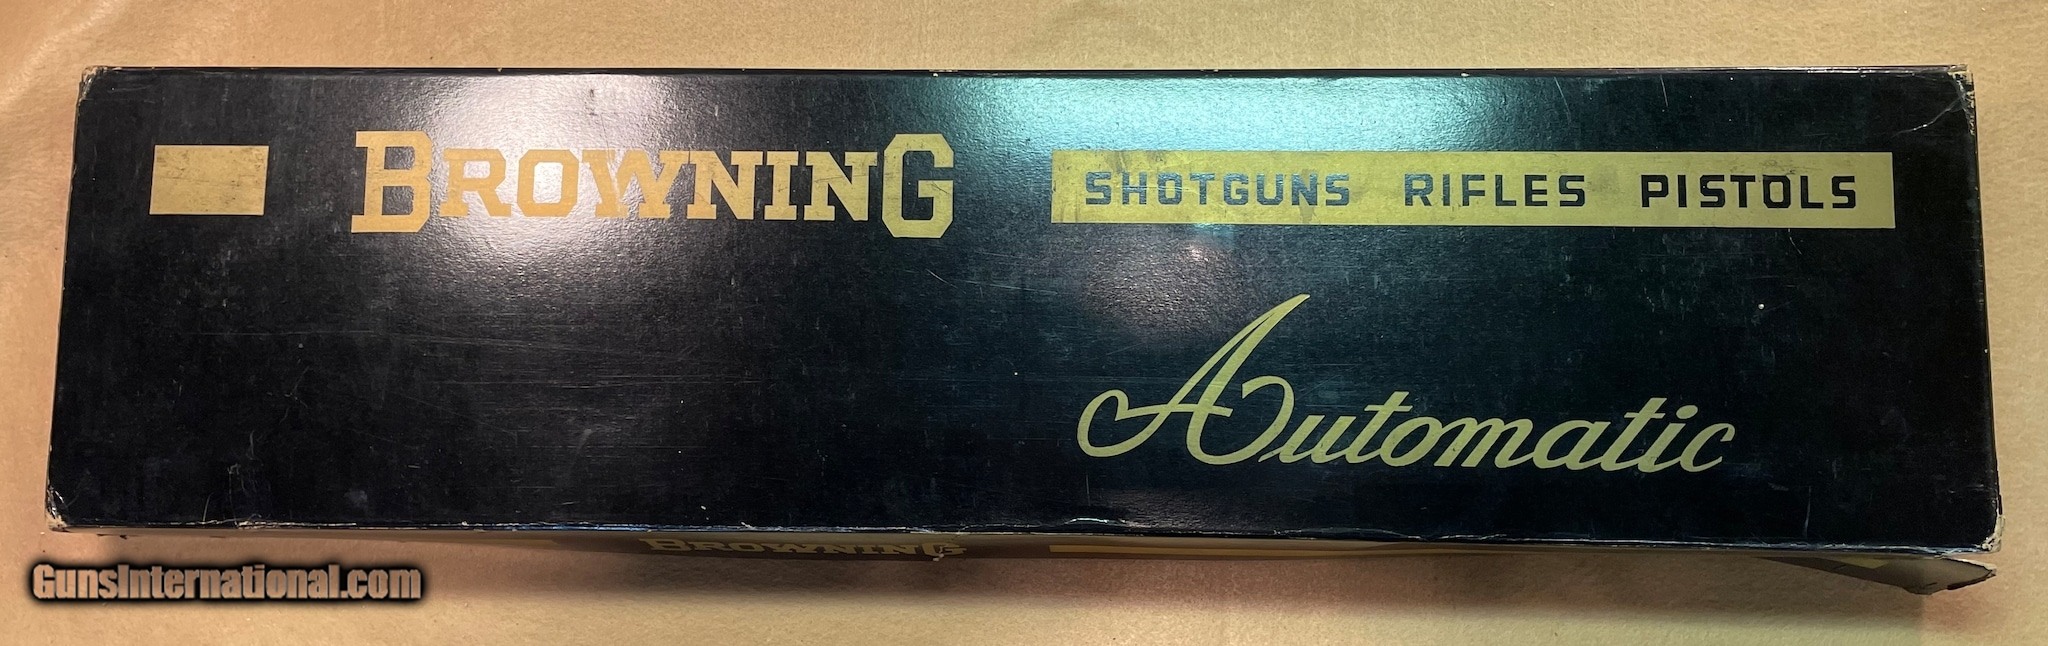 BROWNING
SHOTGUNS RIFLES PISTOLS
Automatic
BROWNING
GunsInternational.com